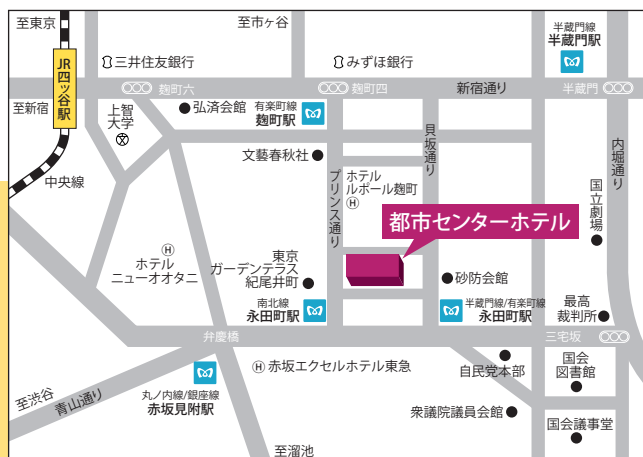 至東京
至市ヶ谷
半蔵門線
半蔵門駅
三井住友銀行
みずほ銀行
JR四ッ谷駅
麹町六
麹町四
新宿通り
半蔵門
至新宿
上智
大学
弘済会館
有楽町線
麹町駅
貝坂通り
内堀通り
文藝春秋社
ホテル
ルポール麹町
H
中央線
プリンス通り
国立劇場
都市センターホテル
H
ホテル
ニューオオタニ
東京
ガーデンテラス
紀尾井町
砂防会館
南北線
永田町駅
半蔵門線/有楽町線
永田町駅
最高
裁判所
弁慶橋
三宅坂
H 赤坂エクセルホテル東急
自民党本部
国会
図書館
丸ノ内線/銀座線
赤坂見附駅
至渋谷
青山通り
衆議院議員会館
国会議事堂
至溜池